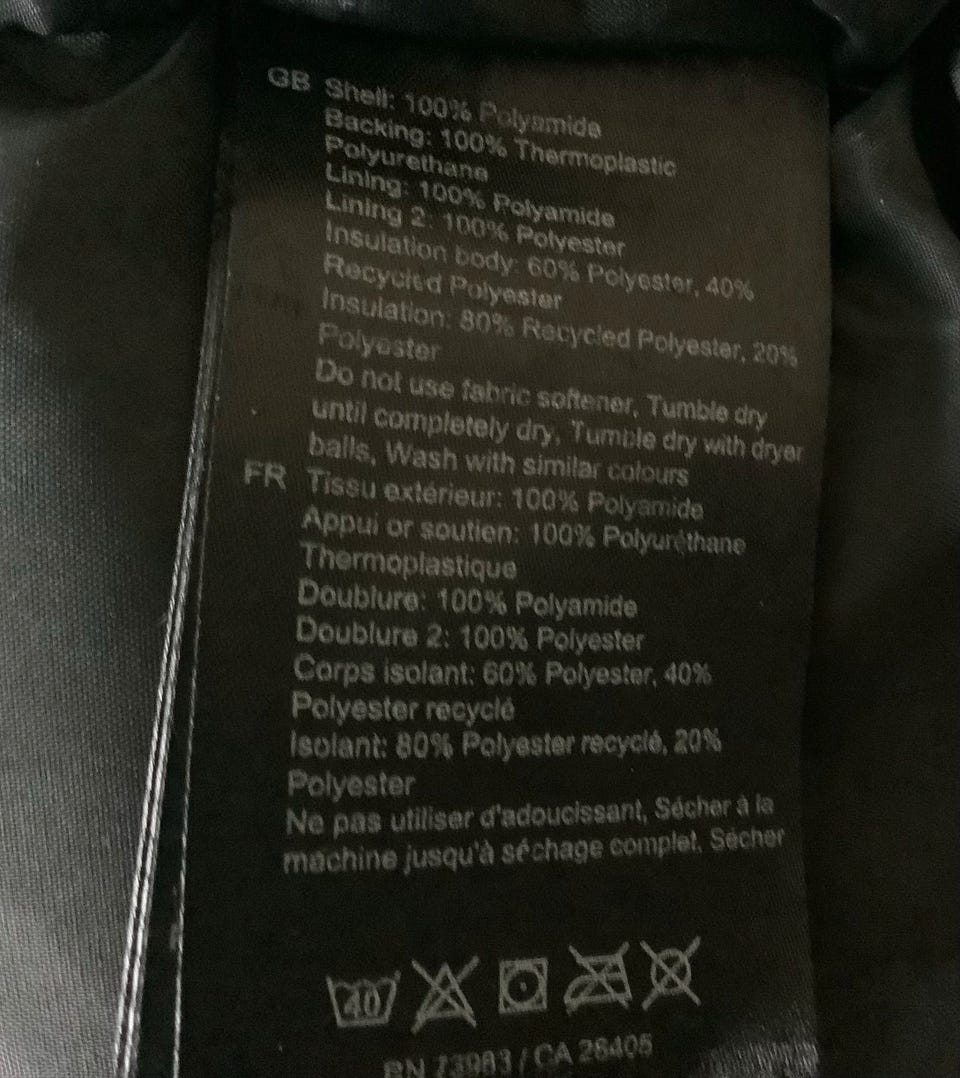 GB Shell: 100% Polyamide
Backing: 100% Thermoplastic
Polyurethane
Lining: 100% Polyamide
Lining 2: 100% Polyester
Insulation body: 60% Polyester, 40%
Recycled Polyester
Insulation: 80% Recycled Polyester, 20%
Polyester
Do not use fabric softener, Tumble dry
until completely dry, Tumble dry with dryer
balls, Wash with similar colours
FR Tissu extérieur: 100% Polyamide
Appui or soutien: 100% Polyuréthane
Thermoplastique
Doublure: 100% Polyamide
Doublure 2: 100% Polyester
Corps isolant: 60% Polyester, 40%
Polyester recyclé
Isolant: 80% Polyester recyclé, 20%
Polyester
Ne pas utiliser d'adoucissant, Sécher à la
machine jusqu'à séchage complet, Sécher
40
RN 73983 / CA 26405